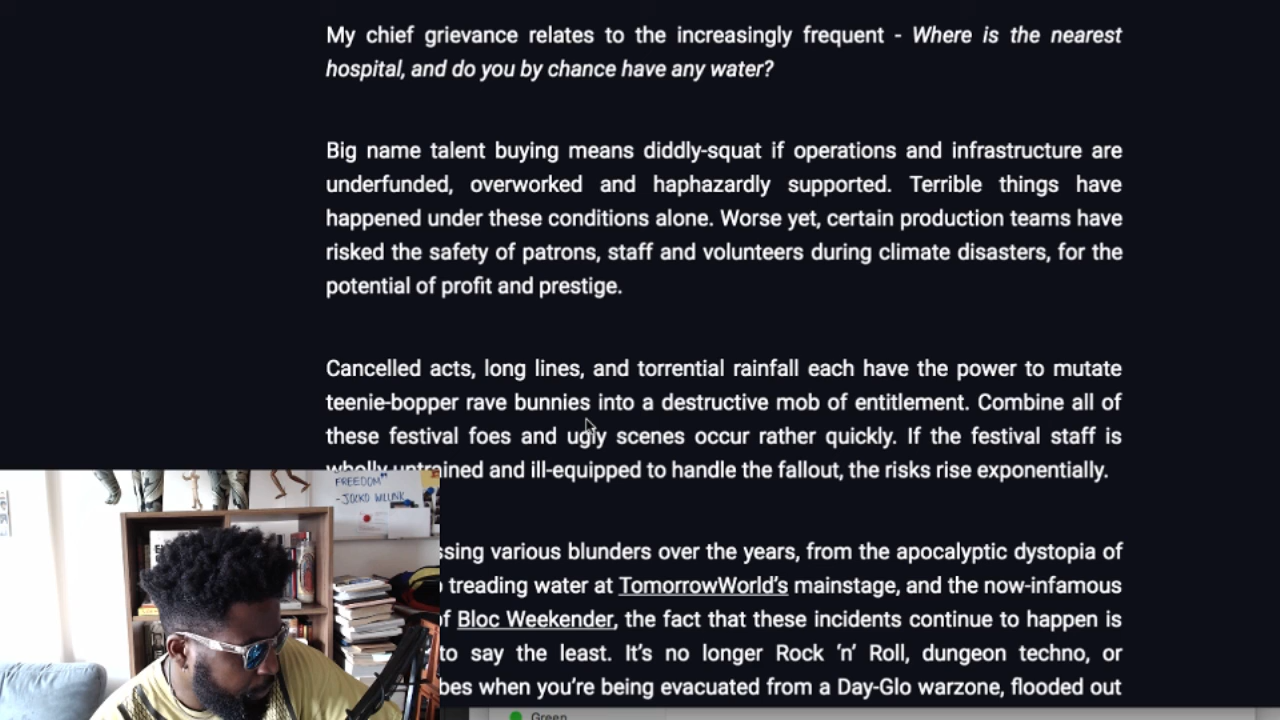 My chief grievance relates to the increasingly frequent - Where is the nearest
hospital, and do you by chance have any water?
Big name talent buying means diddly-squat if operations and infrastructure are
underfunded, overworked and haphazardly supported. Terrible things have
happened under these conditions alone. Worse yet, certain production teams have
risked the safety of patrons, staff and volunteers during climate disasters, for the
potential of profit and prestige.
Cancelled acts, long lines, and torrential rainfall each have the power to mutate
teenie-bopper rave bunnies into a destructive mob of entitlement. Combine all of
these festival foes and ugly scenes occur rather quickly. If the festival staff is
wholly untrained and ill-equipped to handle the fallout, the risks rise exponentially.
FREEDOM"
-JOCKO WILLINK
various blunders over the years, from the apocalyptic dystopia of
treading water at TomorrowWorld's mainstage, and the now-infamous
Bloc Weekender, the fact that these incidents continue to happen is
to say the least. It's no longer Rock 'n' Roll, dungeon techno, or
when you're being evacuated from a Day-Glo warzone, flooded out
Green